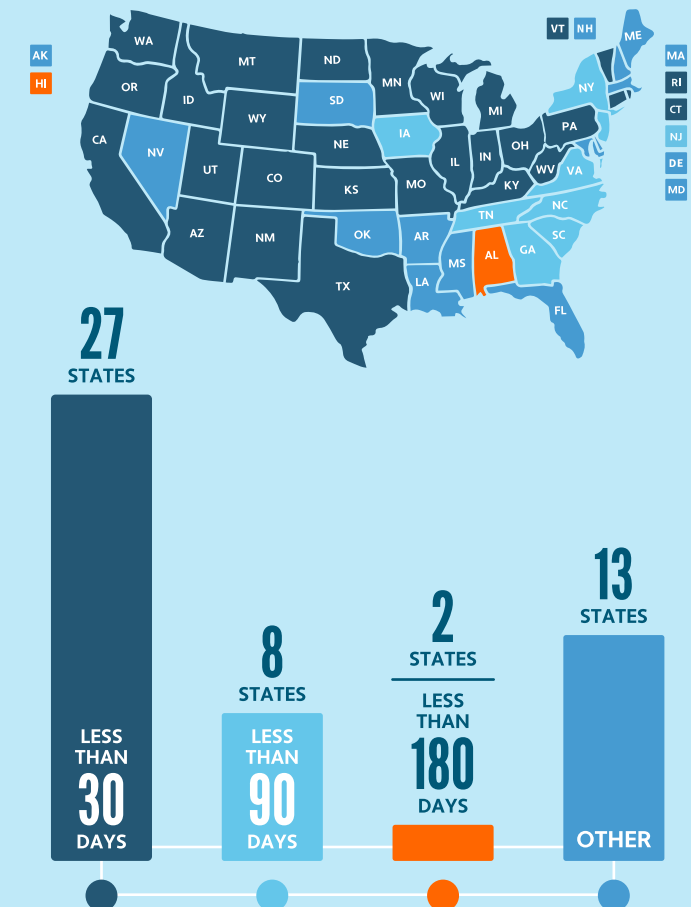 VT NH
ME
AK
HI
WA
MT
ND
MN
WI
MI
NY
MA
RI
CT
NJ
DE
MD
OR
ID
WY
SD
IA
PA
CA
NV
UT
CO
NE
KS
MO
IL
IN
OH
KY
WV
VA
NC
TN
SC
AZ
NM
OK
AR
TX
LA
MS
AL
GA
FL
27
STATES
LESS
THAN
30
DAYS
8
STATES
LESS
THAN
90
DAYS
2
STATES
LESS
THAN
180
DAYS
13
STATES
OTHER